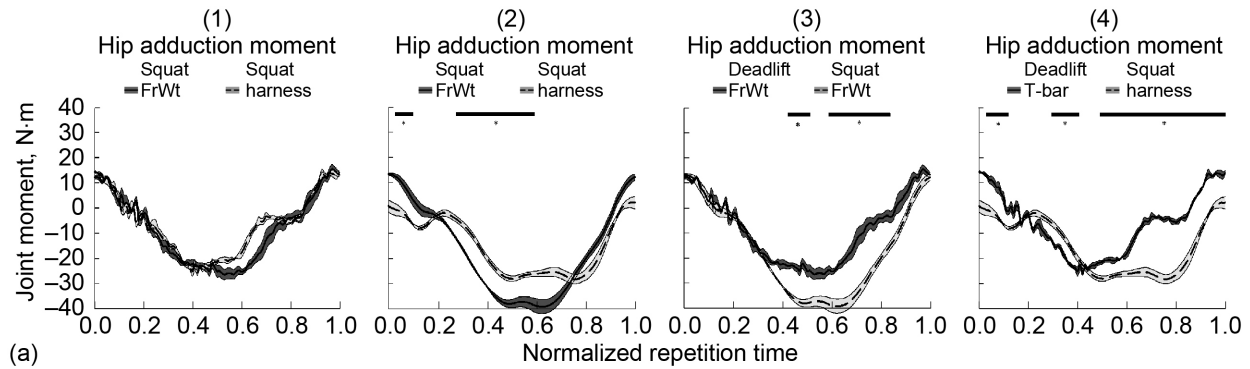 (1) (2) (3) (4)
Hip adduction moment Hip adduction moment Hip adduction moment Hip adduction moment
Squat Squat Squat Squat Deadlift Squat Deadlift Squat
FrWt harness FrWt harness FrWt FrWt T-bar harness
40
30
20
10
0
–10
–20
–30
–40
Joint moment, N·m
* * * * * * *
0.0 0.2 0.4 0.6 0.8 1.0 0.0 0.2 0.4 0.6 0.8 1.0 0.0 0.2 0.4 0.6 0.8 1.0 0.0 0.2 0.4 0.6 0.8 1.0
(a) Normalized repetition time